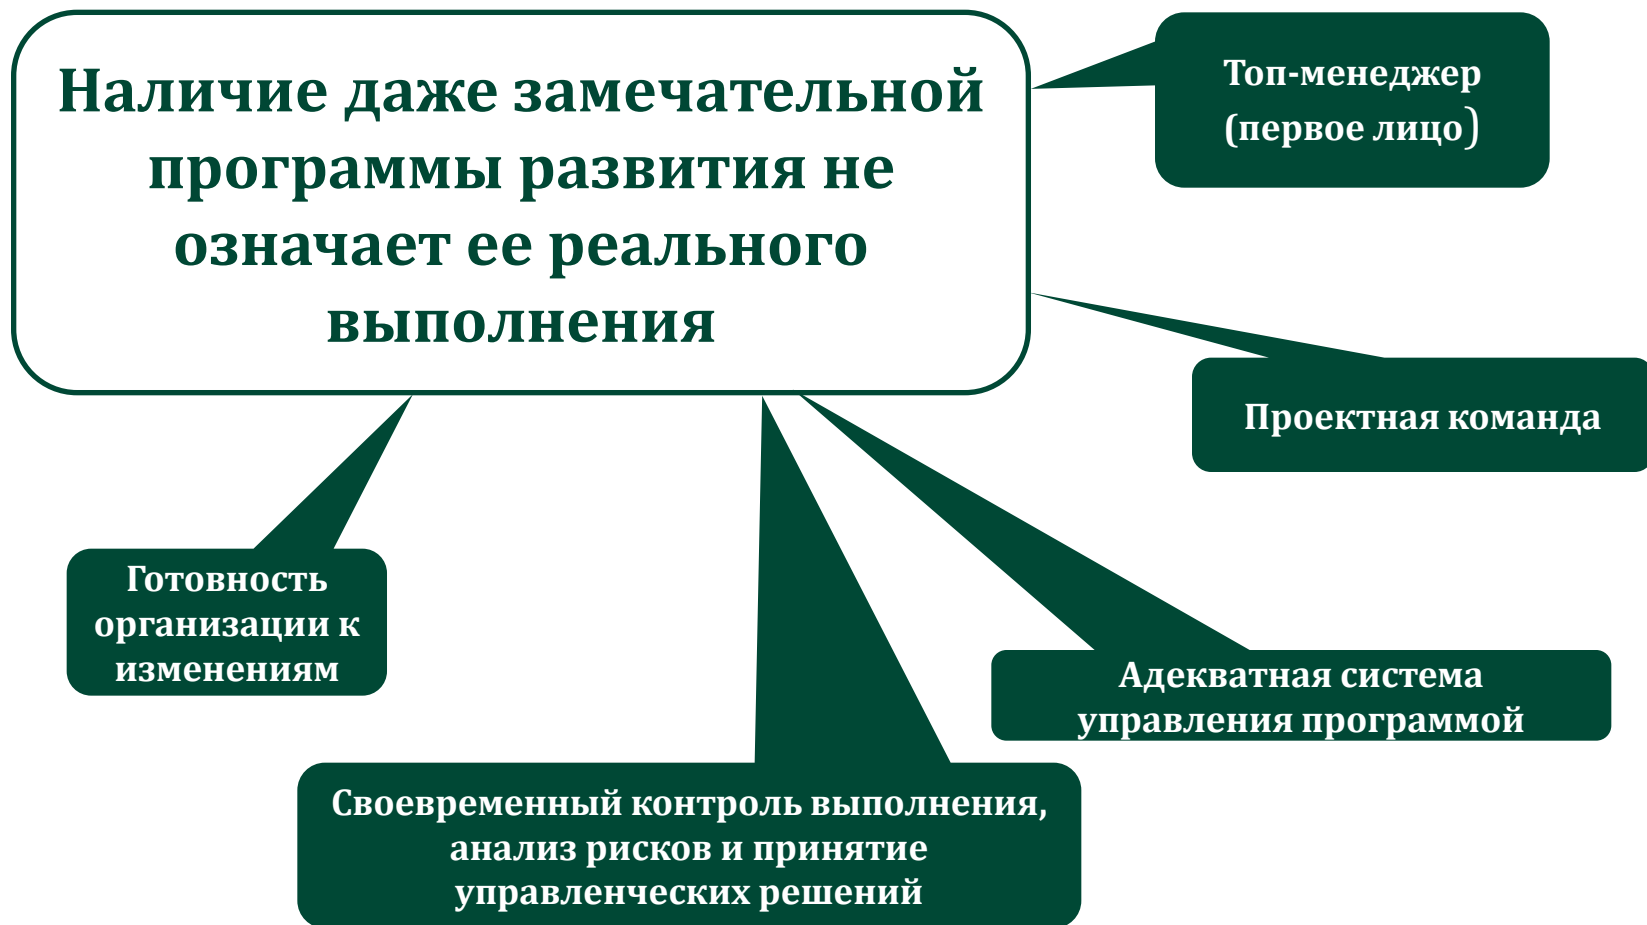 Наличие даже замечательной
программы развития не
означает ее реального
выполнения
Топ-менеджер
(первое лицо)
Проектная команда
Готовность
организации к
изменениям
Адекватная система
управления программой
Своевременный контроль выполнения,
анализ рисков и принятие
управленческих решений